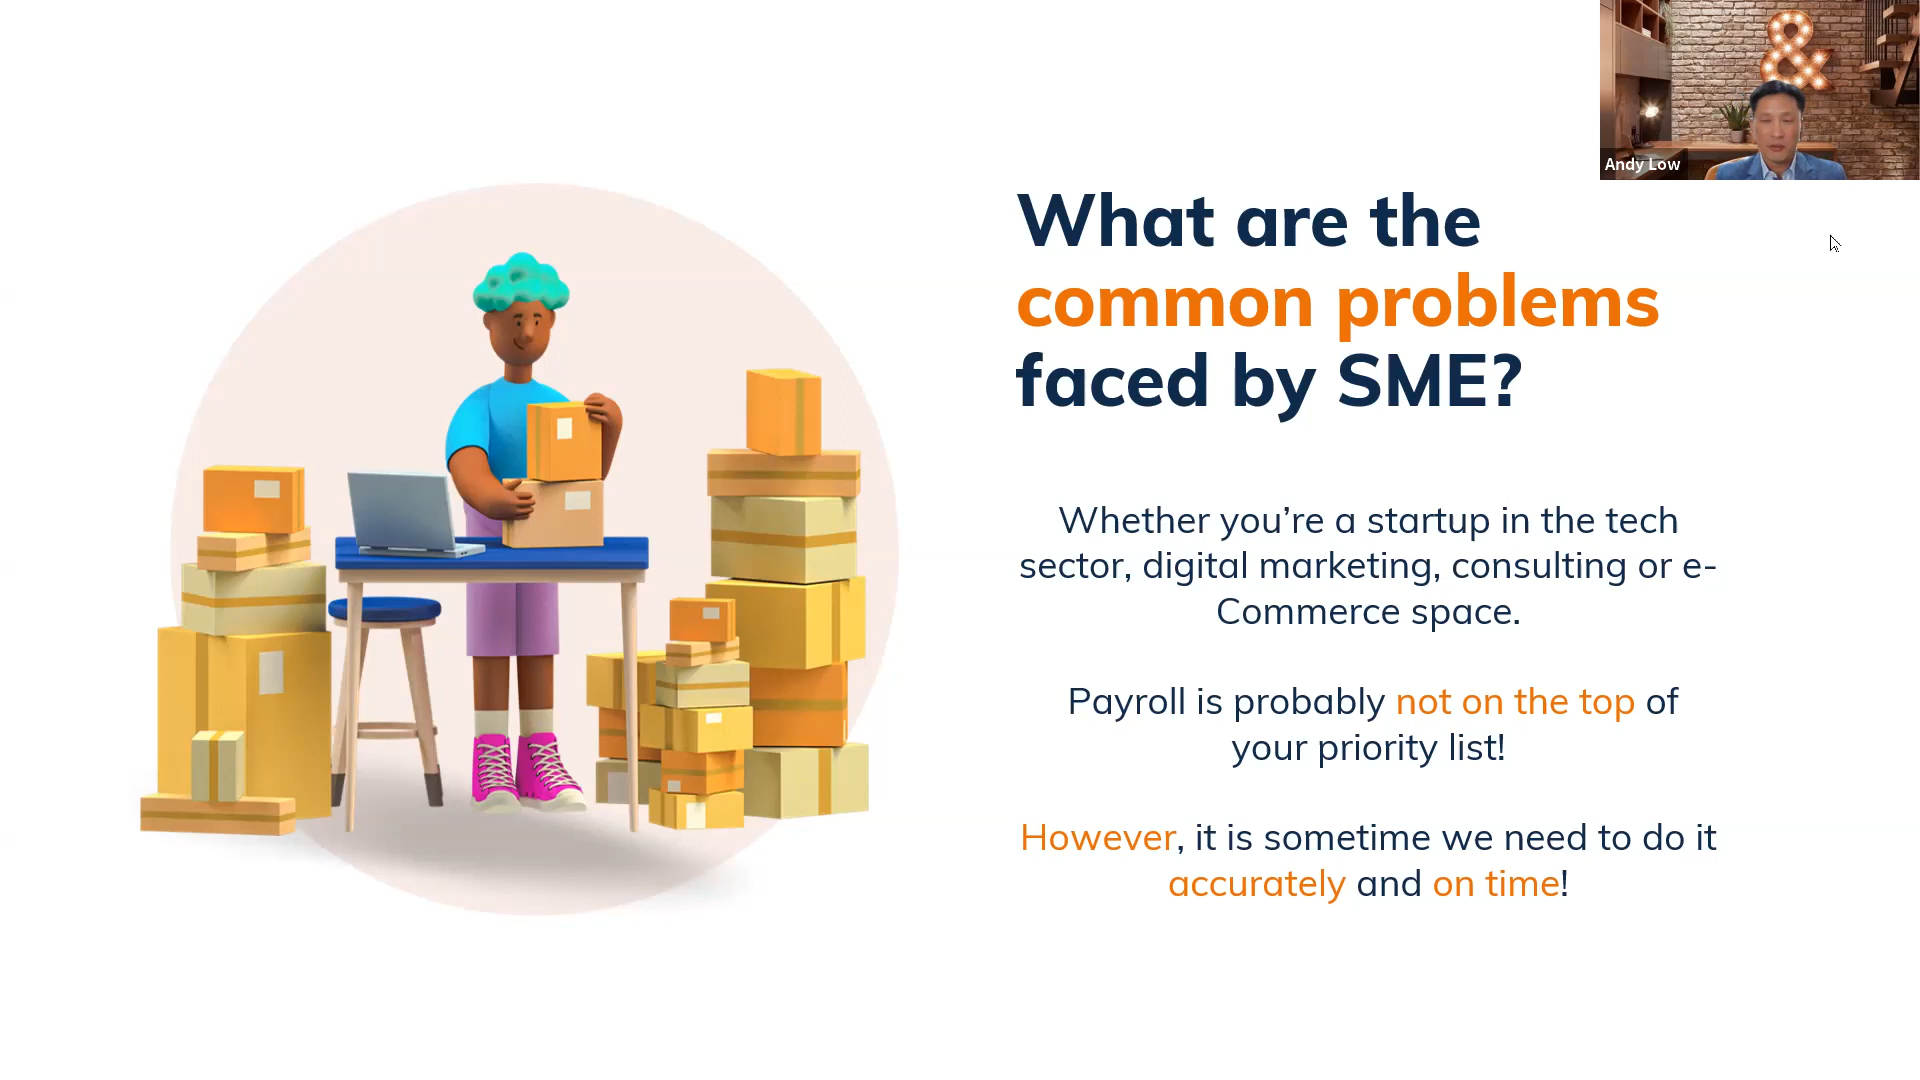 &
Andy Low
What are the
common problems
faced by SME?
Whether you’re a startup in the tech
sector, digital marketing, consulting or e-
Commerce space.
Payroll is probably not on the top of
your priority list!
However, it is sometime we need to do it
accurately and on time!